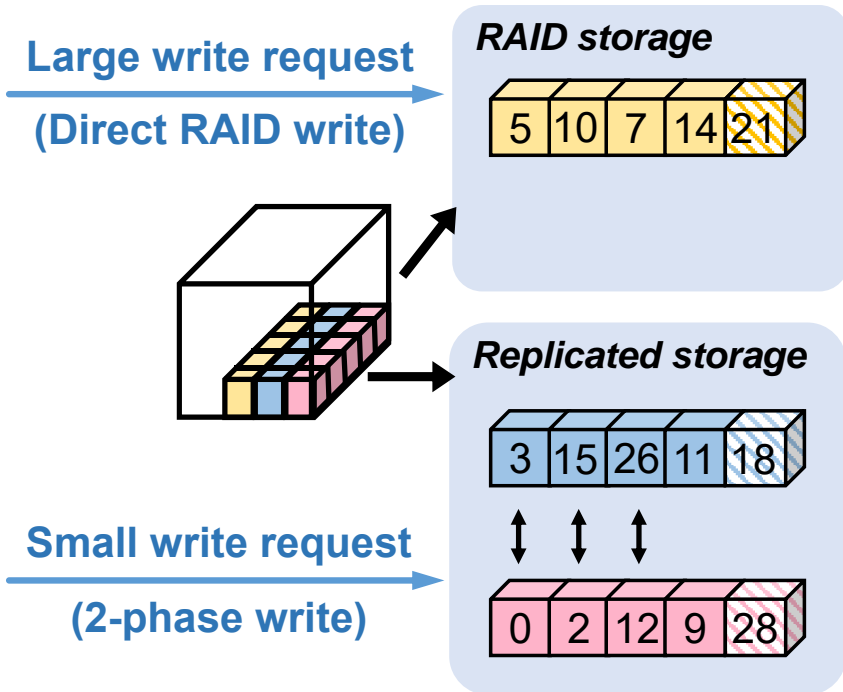 Large write request
(Direct RAID write)
RAID storage
5 10 7 14 21
Replicated storage
3 15 26 11 18
Small write request
(2-phase write)
0 2 12 9 28